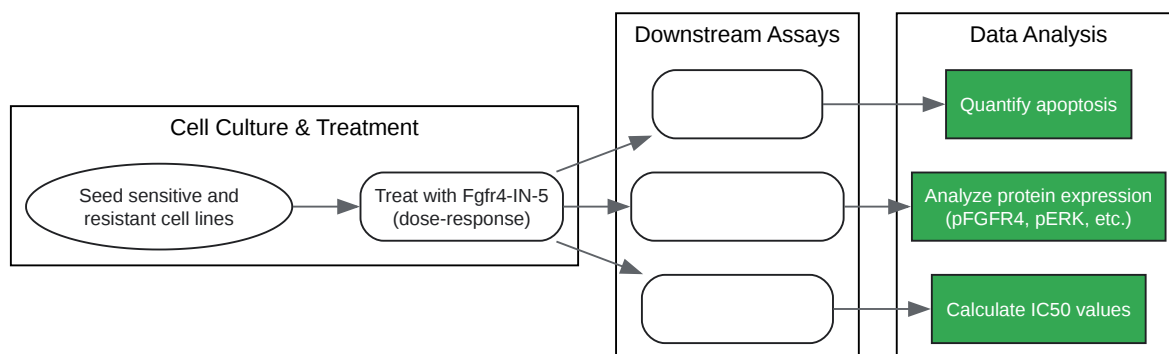 Downstream Assays
Data Analysis
Quantify apoptosis
Cell Culture & Treatment
Seed sensitive and
resistant cell lines
Treat with Fgfr4-IN-5
(dose-response)
Analyze protein expression
(pFGFR4, pERK, etc.)
Calculate IC50 values